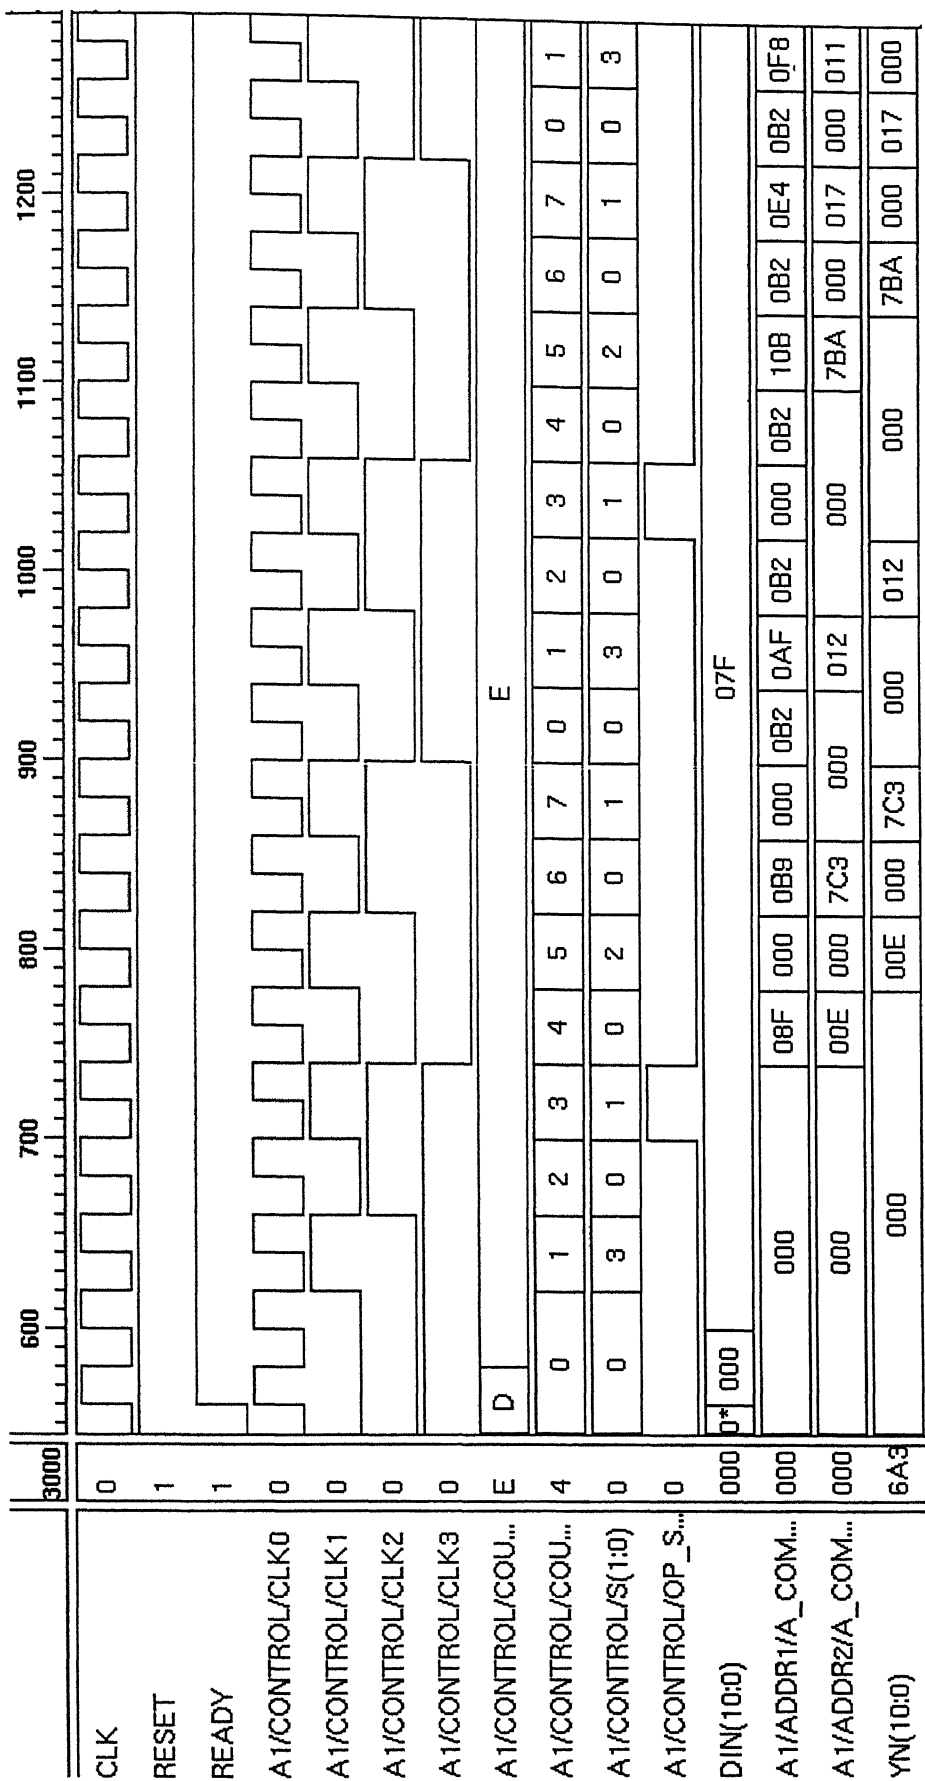 3000 600 700 800 900 1000 1100 1200
CLK 0
RESET 1
READY 1
A1/CONTROL/CLK0 0
A1/CONTROL/CLK1 0
A1/CONTROL/CLK2 0
A1/CONTROL/CLK3 0
A1/CONTROL/COU... E D E
A1/CONTROL/COU... 4 0 1 2 3 4 5 6 7 0 1 2 3 4 5 6 7 0 1
A1/CONTROL/S(1:0) 0 0 3 0 1 0 2 0 1 0 3 0 1 0 2 0 1 0 3
A1/CONTROL/OP_S... 0
DIN(10:0) 000 0* 000 07F
A1/ADDR1/A_COM... 000 000 08F 000 0B9 000 0B2 0AF 0B2 000 0B2 10B 0B2 0E4 0B2 0F8
A1/ADDR2/A_COM... 000 000 00E 000 7C3 000 012 000 7BA 000 017 000 011
YN(10:0) 6A3 000 00E 000 7C3 000 012 000 7BA 000 017 000